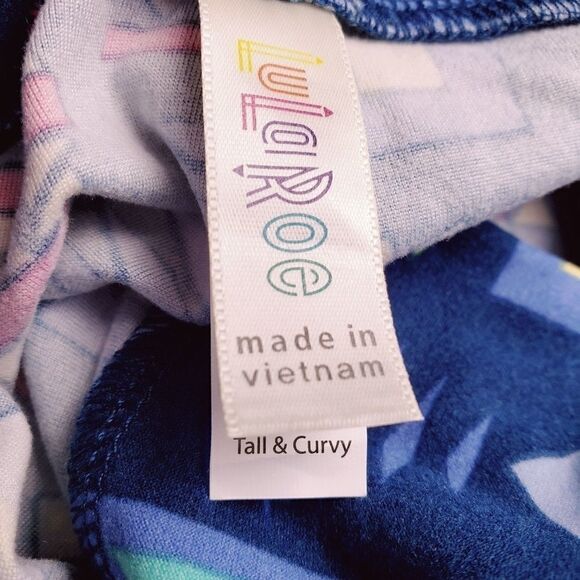 LuLaRoe
made in
vietnam
Tall & Curvy